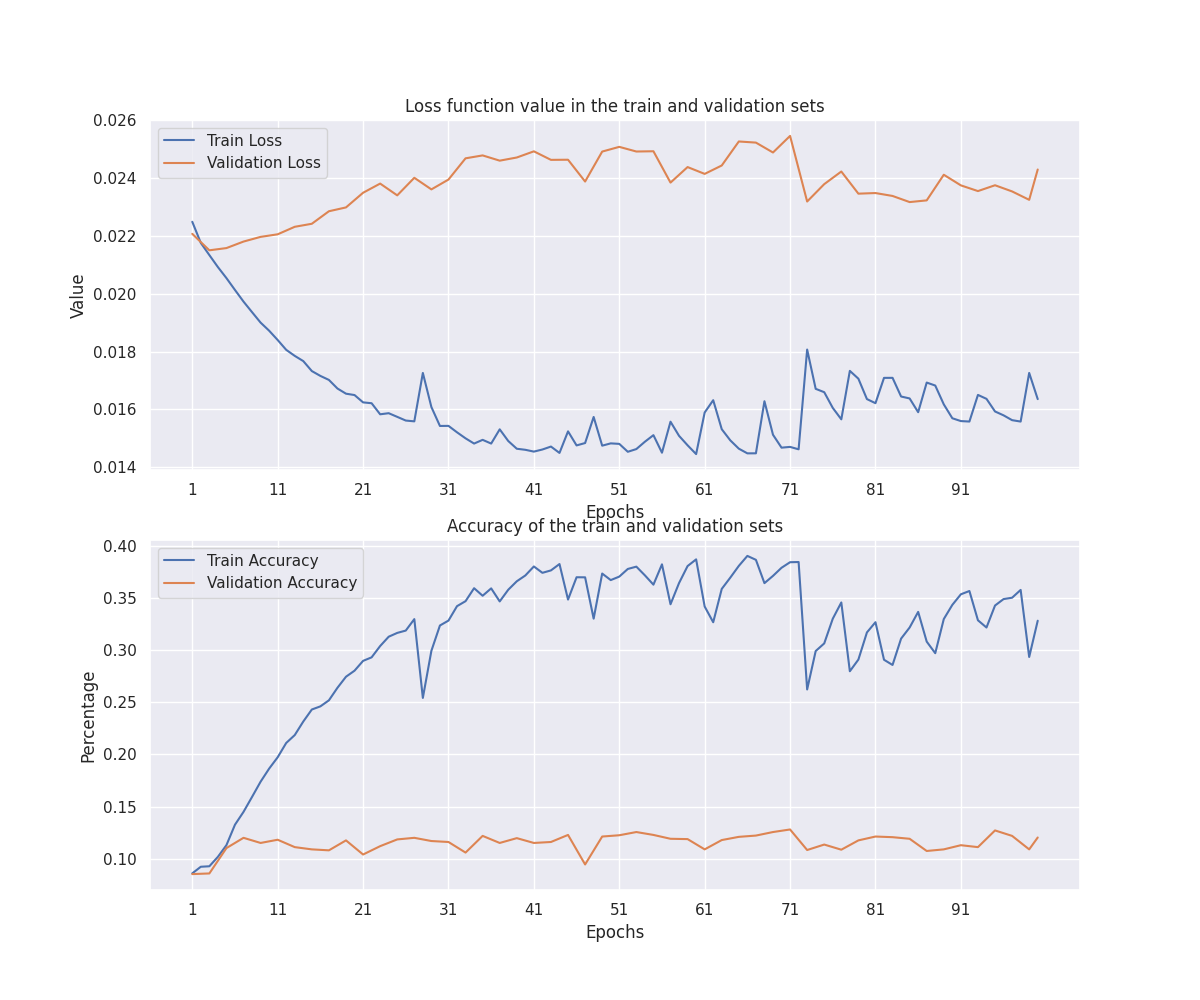 Loss function value in the train and validation sets
0.026
0.024
0.022
0.020
0.018
0.016
0.014
Value
Train Loss
Validation Loss
1 11 21 31 41 51 61 71 81 91
Epochs
Accuracy of the train and validation sets
0.40
0.35
0.30
0.25
0.20
0.15
0.10
Percentage
Train Accuracy
Validation Accuracy
1 11 21 31 41 51 61 71 81 91
Epochs